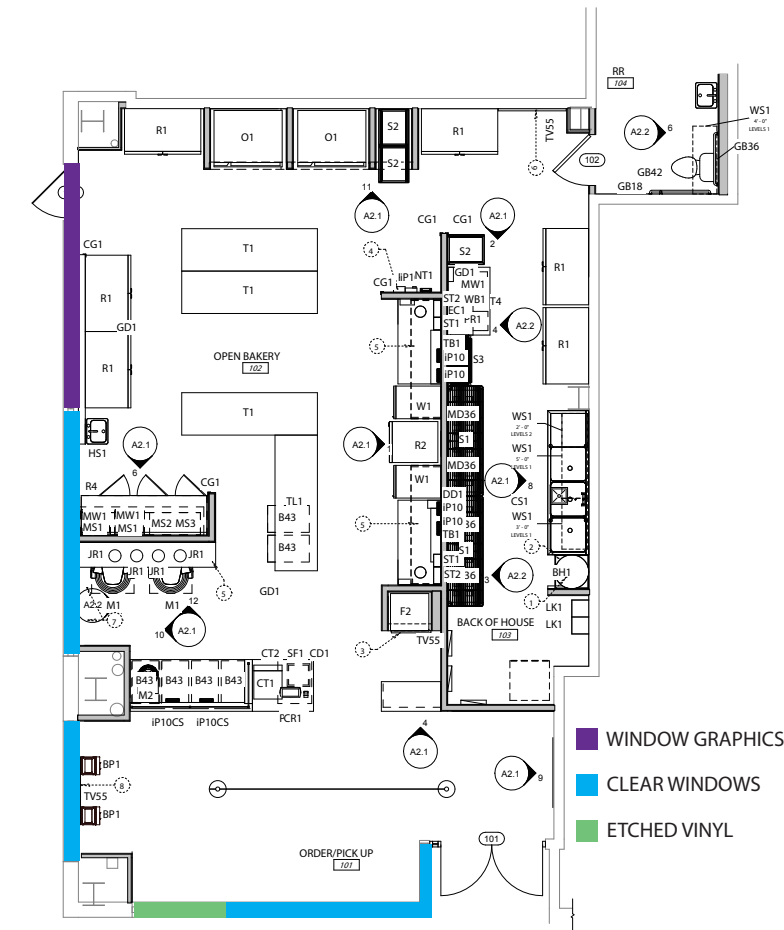 RR
104
WS1
4' - 0"
LEVELS 1
A2.2
6
GB36
GB42
GB18
102
TV55
6
R1
O1
O1
S2
S2
R1
11
A2.1
CG1
CG1
A2.1
2
S2
CG1
4
CG1
iiP1
NT1
GD1
MW1
ST2
WB1
T4
EC1
ST1
PR1
4
A2.2
R1
R1
T1
T1
R1
GD1
R1
OPEN BAKERY
102
5
TB1
iP10
S3
iP10
T1
W1
R2
W1
A2.1
1
MD36
S1
MD36
WS1
2' - 0"
LEVELS 2
WS1
5' - 0"
LEVELS 1
A2.1
8
CS1
WS1
3' - 0"
LEVELS 1
2
HS1
A2.1
6
R4
CG1
MW1
MS1
MW1
MS1
MS2
MS3
TL1
B43
B43
DD1
iP10
iP10
36
TB1
S1
ST1
ST2
36
5
JR1
JR1
JR1
JR1
5
GD1
3
A2.2
BH1
1
LK1
LK1
A2.2
M1
M1
7
12
10
A2.1
F2
TV55
3
BACK OF HOUSE
103
CT2
SF1
CD1
B43
B43
B43
B43
M2
CT1
PCR1
iP10CS
iP10CS
4
A2.1
A2.1
9
WINDOW GRAPHICS
BP1
TV55
8
BP1
CLEAR WINDOWS
ETCHED VINYL
ORDER/PICK UP
101
101